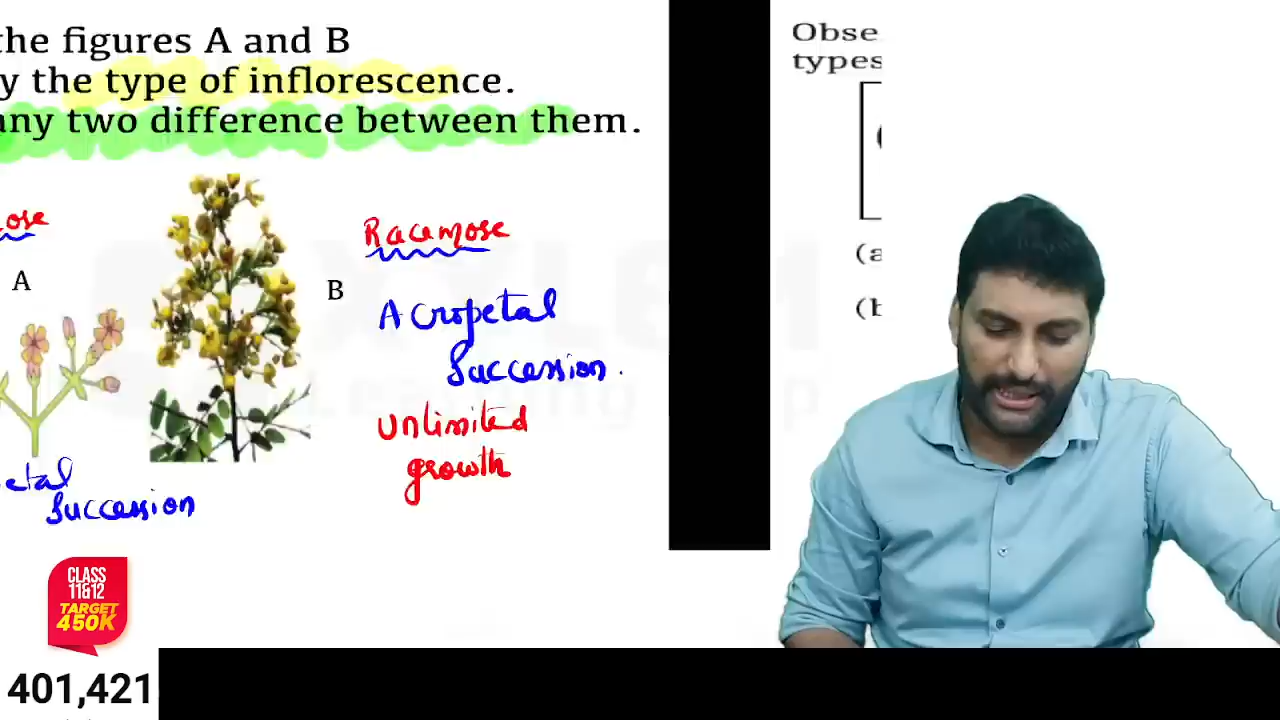 the figures A and B
y the type of inflorescence.
any two difference between them.
ose
A
etal
Succession
B
Racemose
Acropetal
Succession.
Unlimited
growth
Obse
types
(a
(b
CLASS
11&12
TARGET
450K
401,421